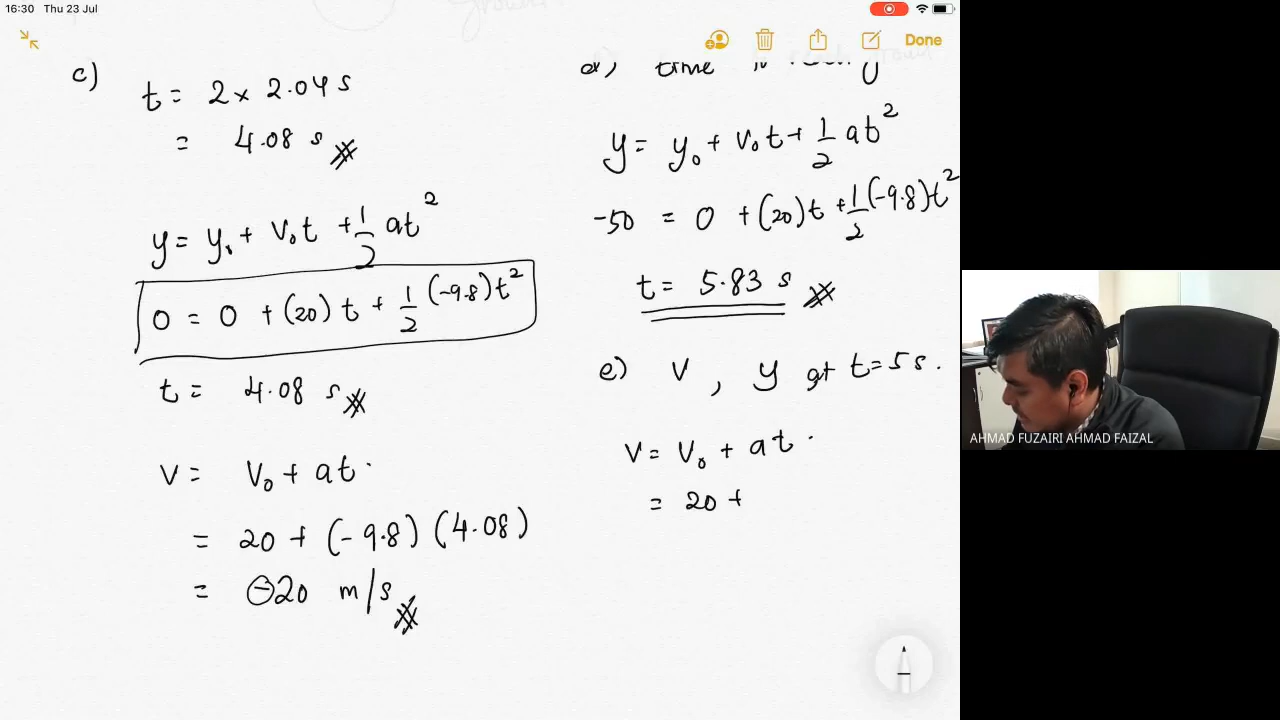 16:30 Thu 23 Jul
Done
c)
t = 2 × 2.04 s
= 4.08 s
y = y₀ + v₀t + 1/2 at²
0 = 0 + (20) t + 1/2 (-9.8)t²
t = 4.08 s
v = v₀ + at.
= 20 + (-9.8) (4.08)
= -20 m/s
time
y = y₀ + v₀t + 1/2 at²
-50 = 0 + (20)t + 1/2 (-9.8)t²
t = 5.83 s
e) v, y at t = 5 s.
v = v₀ + at.
= 20 +
AHMAD FUZAIRI AHMAD FAIZAL